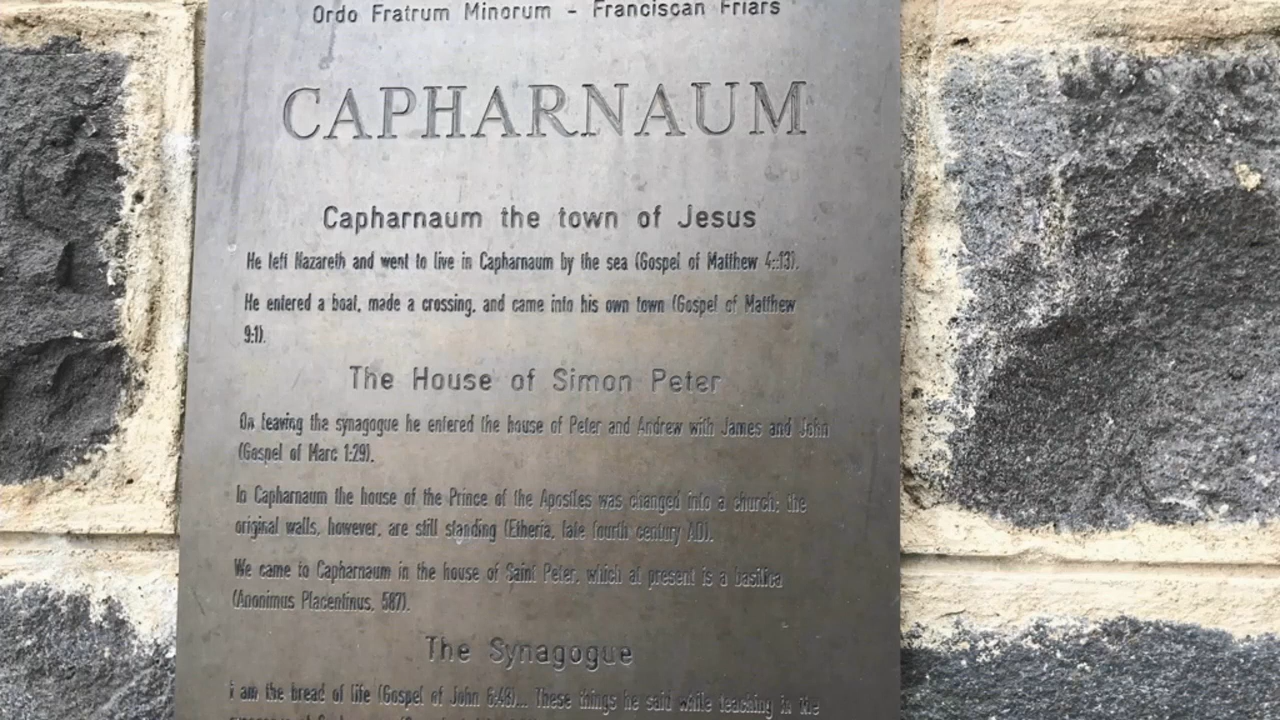 Ordo Fratrum Minorum - Franciscan Friars
CAPHARNAUM
Capharnaum the town of Jesus
He left Nazareth and went to live in Capharnaum by the sea (Gospel of Matthew 4:13).
He entered a boat, made a crossing, and came into his own town (Gospel of Matthew
9:1).
The House of Simon Peter
On leaving the synagogue he entered the house of Peter and Andrew with James and John
(Gospel of Marc 1:29).
In Capharnaum the house of the Prince of the Apostles was changed into a church; the
original walls, however, are still standing (Etheria, late fourth century AD).
We came to Capharnaum in the house of Saint Peter, which at present is a basilica
(Anonimus Placentinus, 587).
The Synagogue
I am the bread of life (Gospel of John 6:48)... These things he said while teaching in the